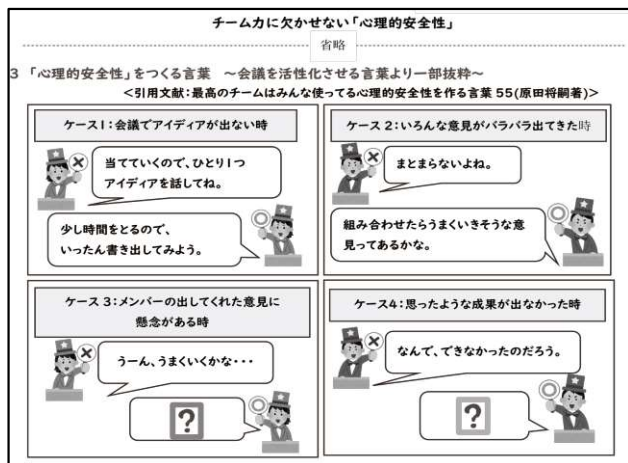 チーム力に欠かせない「心理的安全性」
省略
3 「心理的安全性」をつくる言葉 ～会議を活性化させる言葉より一部抜粋～
<引用文献:最高のチームはみんな使ってる心理的安全性を作る言葉 55(原田将嗣著)>
ケース1:会議でアイディアが出ない時
当てていくので、ひとり1つ
アイディアを話してね。
少し時間をとるので、
いったん書き出してみよう。
ケース 2:いろんな意見がバラバラ出てきた時
まとまらないよね。
組み合わせたらうまくいきそうな意
見ってあるかな。
ケース 3:メンバーの出してくれた意見に
懸念がある時
うーん、うまくいくかな・・・
?
ケース4:思ったような成果が出なかった時
なんで、できなかったのだろう。
?